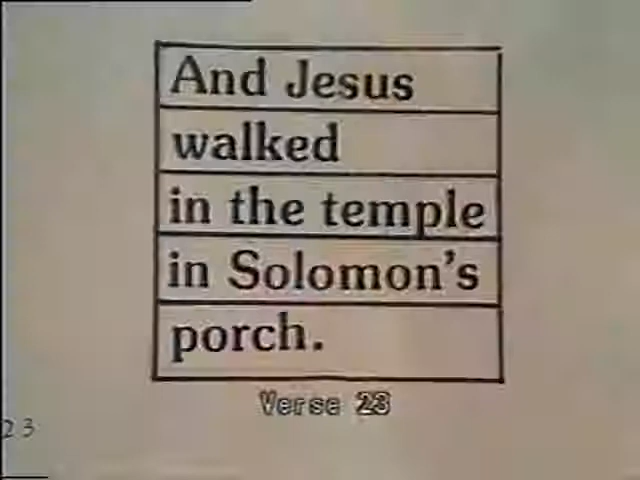 And Jesus
walked
in the temple
in Solomon's
porch.
Verse 23
23